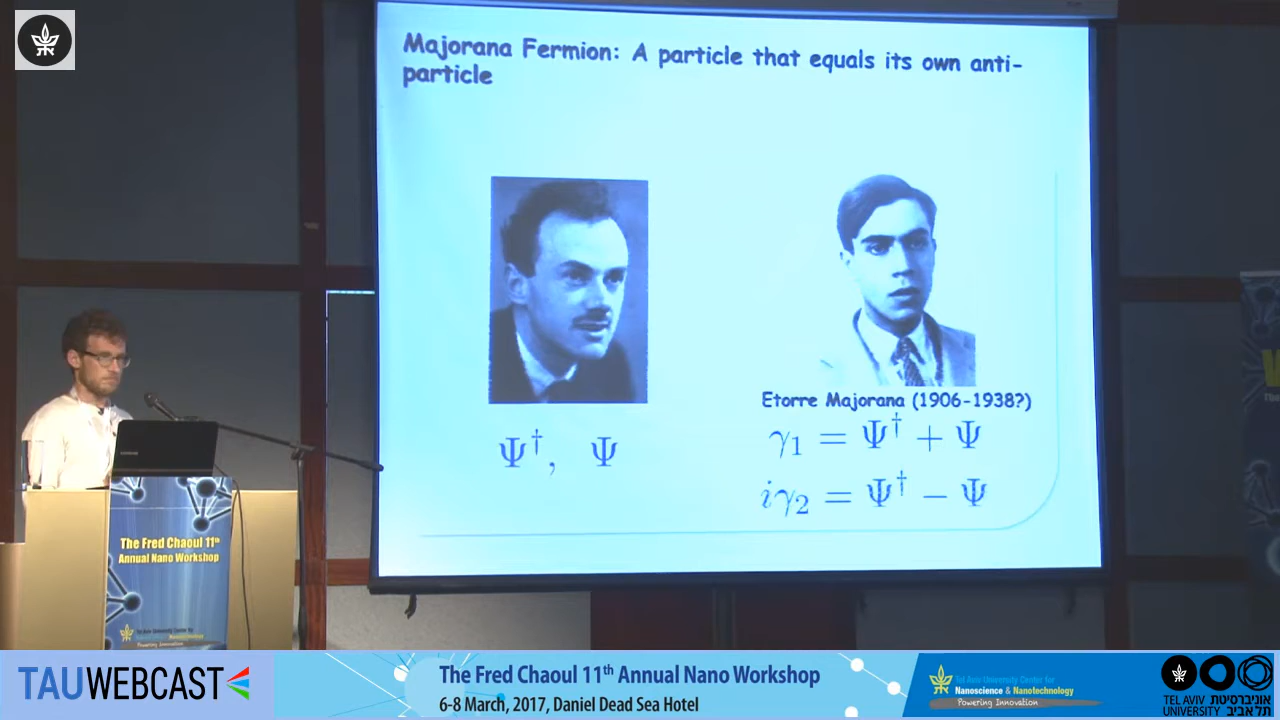 Majorana Fermion: A particle that equals its own anti-
particle
Etorre Majorana (1906-1938?)
Ψ†, Ψ
γ₁ = Ψ† + Ψ
iγ₂ = Ψ† − Ψ
The Fred Chaoul 11th
Annual Nano Workshop
Powering Innovation
TAUWEBCAST
The Fred Chaoul 11th Annual Nano Workshop
6-8 March, 2017, Daniel Dead Sea Hotel
Tel Aviv University Center for
Nanoscience & Nanotechnology
Powering Innovation
TEL AVIV אוניברסיטת
UNIVERSITY תל אביב